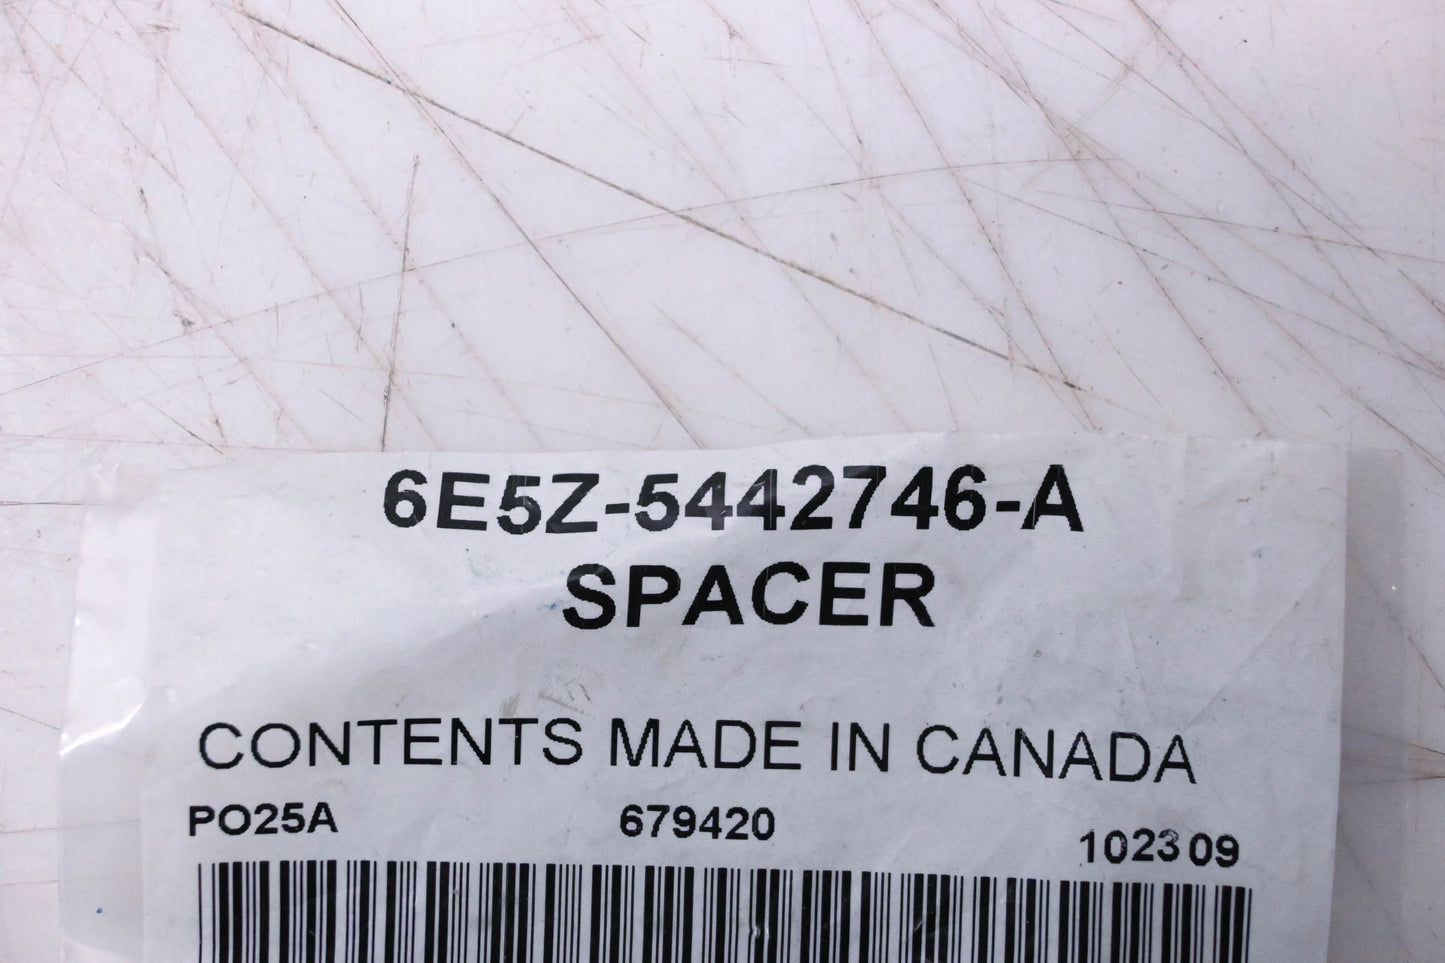 6E5Z-5442746-A
SPACER
CONTENTS MADE IN CANADA
PO25A 679420 102309